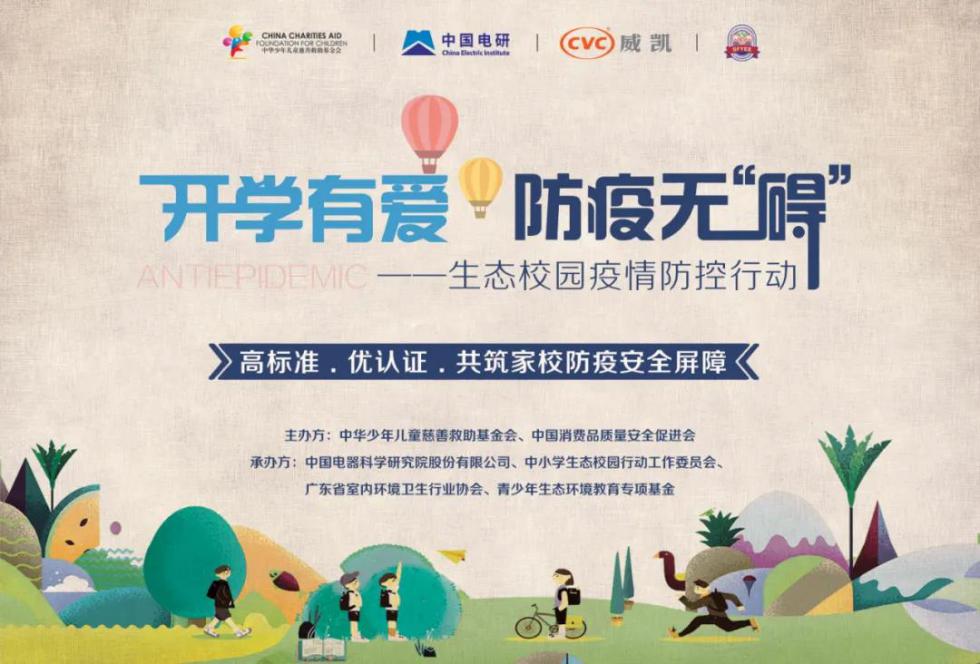 CHINA CHARITIES AID
FOUNDATION FOR CHILDREN
中华少年儿童慈善救助基金会
中国电研
China Electric Institute
CVC 威凯
SFYEE
开学有爱 防疫无“碍”
ANTIEPIDEMIC ——生态校园疫情防控行动
高标准.优认证.共筑家校防疫安全屏障
主办方：中华少年儿童慈善救助基金会、中国消费品质量安全促进会
承办方：中国电器科学研究院股份有限公司、中小学生态校园行动工作委员会、
广东省室内环境卫生行业协会、青少年生态环境教育专项基金